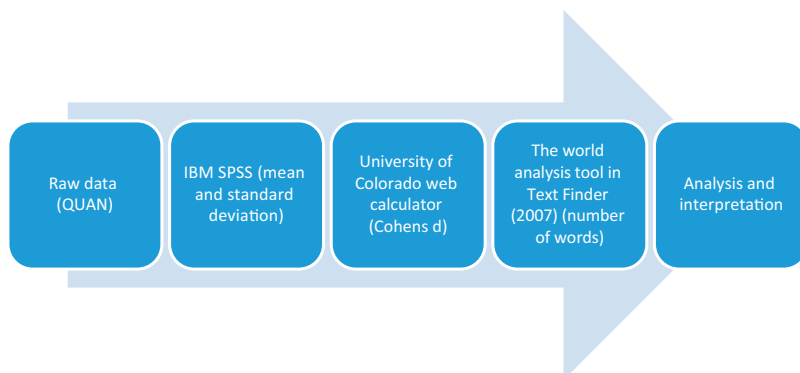 Raw data
(QUAN)
IBM SPSS (mean
and standard
deviation)
University of
Colorado web
calculator
(Cohens d)
The world
analysis tool in
Text Finder
(2007) (number
of words)
Analysis and
interpretation